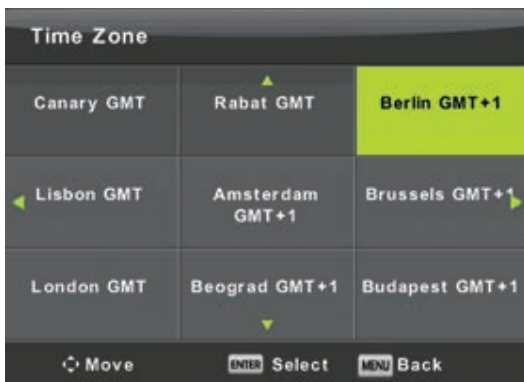 Time Zone
Canary GMT
Rabat GMT
Berlin GMT+1
Lisbon GMT
Amsterdam
GMT+1
Brussels GMT+1
London GMT
Beograd GMT+1
Budapest GMT+1
Move
ENTER Select
MENU Back